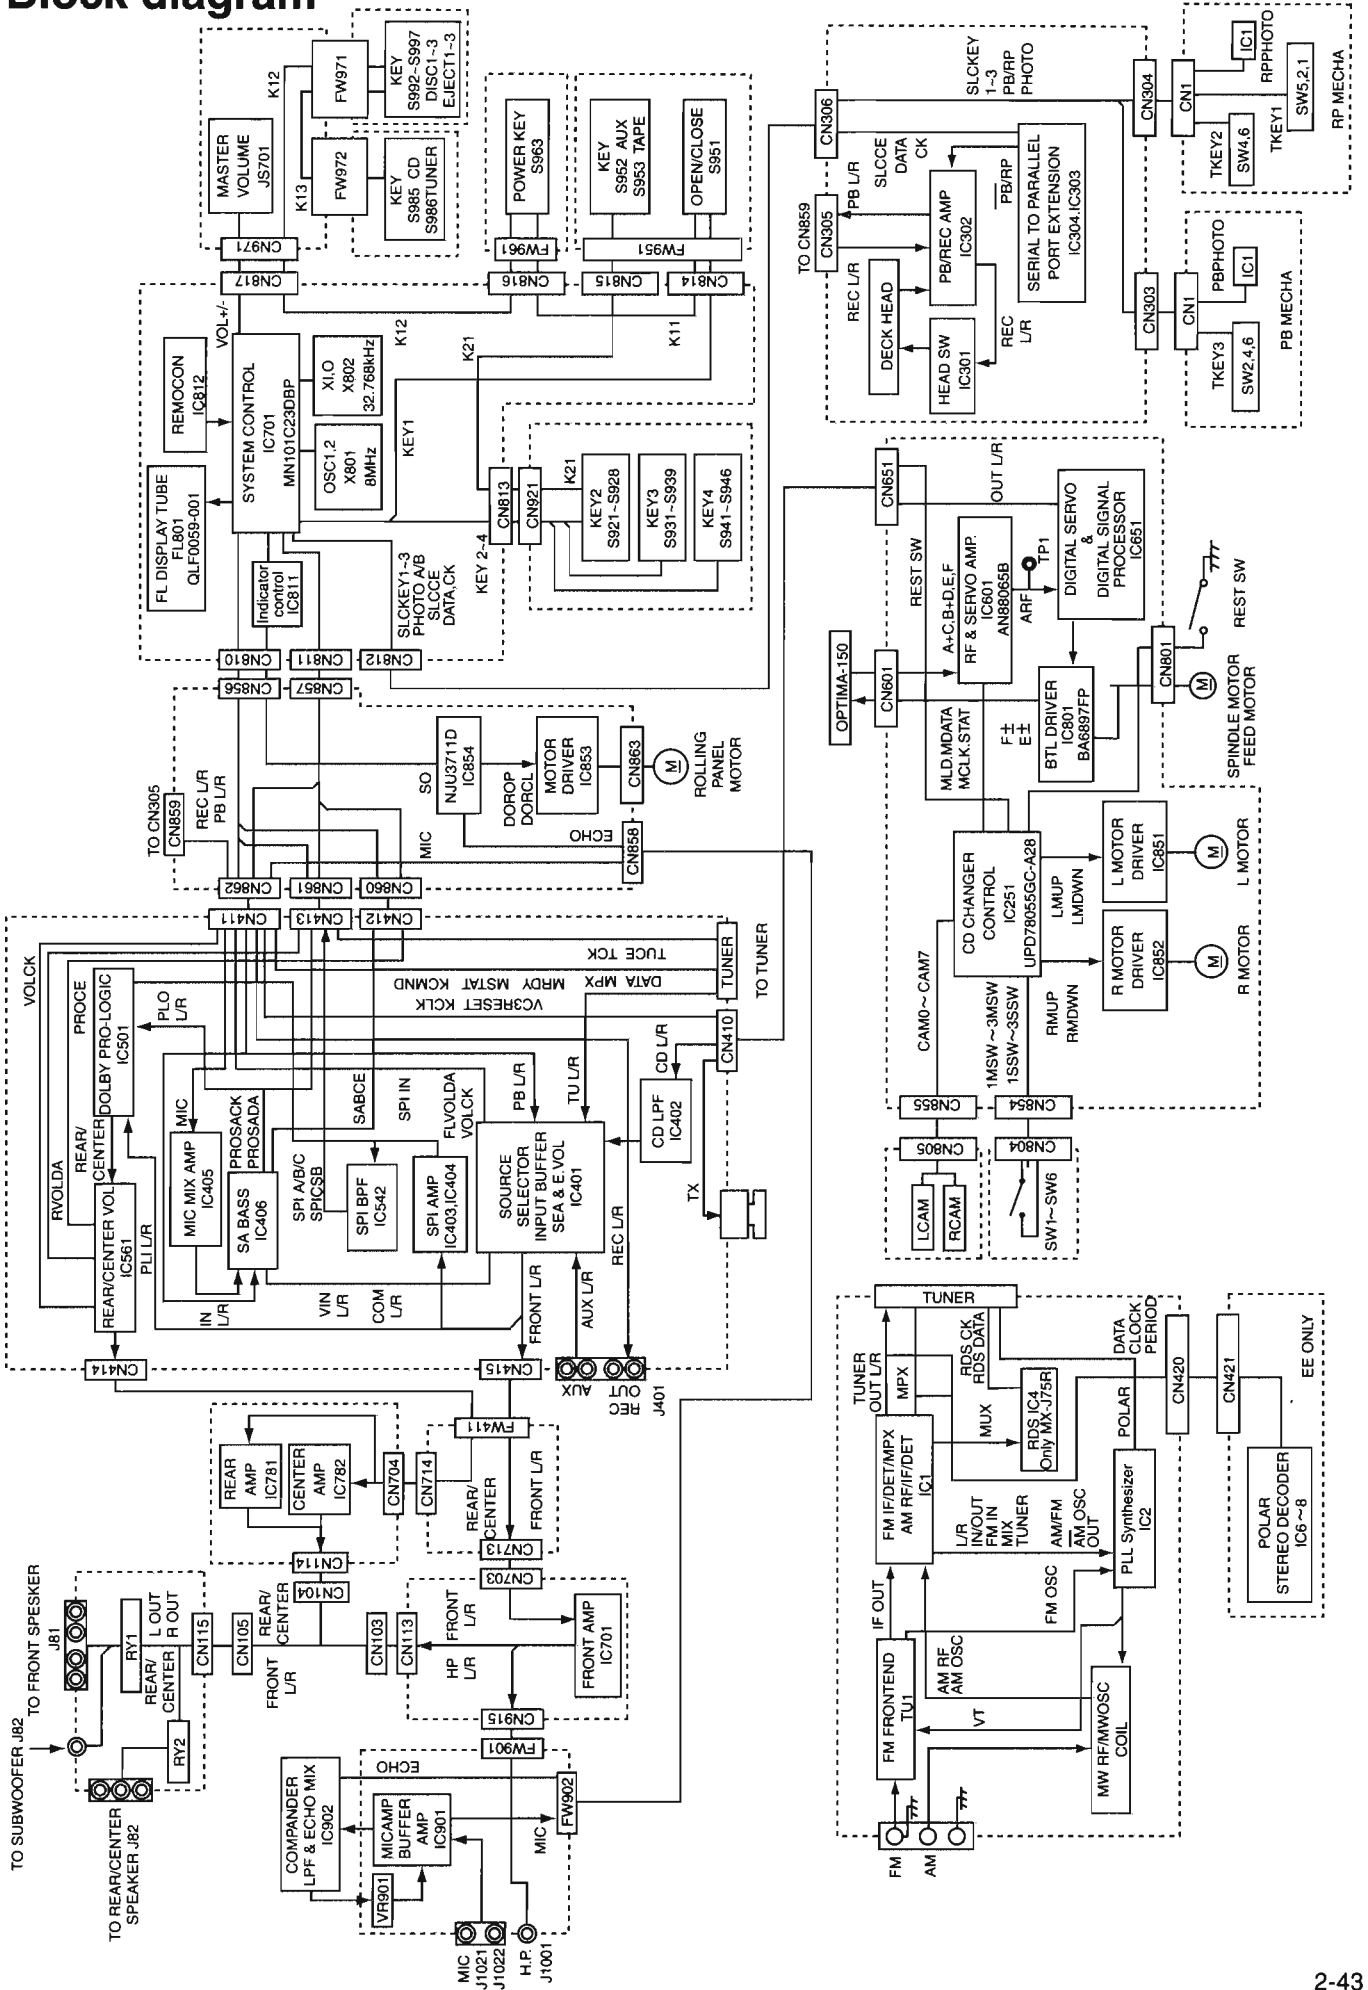 Block diagram
K12
FW971
KEY
S992~S997
DISC1~3
EJECT1~3
MASTER
VOLUME
JS701
K13
FW972
KEY
S985 CD
S986TUNER
CN971
CN817
POWER KEY
S963
FW961
CN816
KEY
S952 AUX
S953 TAPE
OPEN/CLOSE
S951
FW951
CN815
CN814
VOL+/-
K12
K21
K11
REMOCON
IC812
SYSTEM CONTROL
IC701
MN101C23DBP
XI,O
X802
32.768kHz
OSC1,2
X801
8MHz
KEY1
FL DISPLAY TUBE
FL801
QLF0059-001
Indicator
control
IC811
CN813
CN921
K21
KEY2
S921~S928
KEY3
S931~S939
KEY4
S941~S946
KEY 2~4
SLCKEY1~3
PHOTO A/B
SLCCE
DATA,CK
CN810
CN811
CN812
CN856
CN857
TO CN305
CN859
REC L/R
PB L/R
SO
NJU3711D
IC854
DOROP
DORCL
MOTOR
DRIVER
IC853
CN863
M
ROLLING
PANEL
MOTOR
MIC
ECHO
CN858
CN862
CN861
CN860
CN411
CN413
CN412
VOLCK
RVOLDA
REAR/
CENTER
PROCE
DOLBY PRO-LOGIC
IC501
PLO
L/R
TUCE TCK
DATA MPX
MRDY MSTAT KCMND
VC3RESET KCLK
TUNER
TO TUNER
CN410
CD L/R
CD LPF
IC402
TX
REAR/CENTER VOL
IC561
PLI L/R
MIC
MIC MIX AMP
IC405
PROSACK
PROSADA
SA BASS
IC406
SPI A/B/C
SPICSB
SABCE
SPI BPF
IC542
SPI IN
SPI AMP
IC403,IC404
FLVOLDA
VOLCK
PB L/R
TU L/R
SOURCE
SELECTOR
INPUT BUFFER
SEA & E.VOL
IC401
REC L/R
IN
L/R
VIN
L/R
COM
L/R
FRONT L/R
AUX L/R
CN414
CN415
AUX
REC
OUT
J401
REAR
AMP
IC781
CENTER
AMP
IC782
CN704
CN714
FW411
REAR/
CENTER
FRONT L/R
CN713
CN703
CN114
CN104
TO FRONT SPESKER
J81
RY1
L OUT
R OUT
REAR/
CENTER
RY2
CN115
CN105
REAR/
CENTER
FRONT
L/R
CN103
CN113
FRONT
L/R
HP
L/R
FRONT AMP
IC701
CN915
FW901
TO SUBWOOFER J82
TO REAR/CENTER
SPEAKER J82
COMPANDER
LPF & ECHO MIX
IC902
ECHO
MICAMP
BUFFER
AMP
IC901
VR901
MIC
FW902
MIC
J1021
J1022
H.P.
J1001
CN306
SLCKEY
1~3
PB/RP
PHOTO
CN304
CN1
IC1
RPPHOTO
SW5,2,1
TKEY1
TKEY2
SW4,6
RP MECHA
TO CN859
CN305
PB L/R
REC L/R
SLCCE
DATA
CK
PB/REC AMP
IC302
PB/RP
SERIAL TO PARALLEL
PORT EXTENSION
IC304.IC303
DECK HEAD
HEAD SW
IC301
REC
L/R
CN303
CN1
PBPHOTO
IC1
TKEY3
SW2,4,6
PB MECHA
CN651
OUT L/R
REST SW
OPTIMA-150
CN601
A+C,B+D,E,F
RF & SERVO AMP.
IC601
AN88065B
ARF
TP1
DIGITAL SERVO
&
DIGITAL SIGNAL
PROCESSOR
IC651
MLD.MDATA
MCLK.STAT
F±
E±
BTL DRIVER
IC801
BA6897FP
CN801
REST SW
M
SPINDLE MOTOR
FEED MOTOR
CD CHANGER
CONTROL
IC251
UPD78055GC-A28
LMUP
LMDWN
L MOTOR
DRIVER
IC851
M
L MOTOR
RMUP
RMDWN
R MOTOR
DRIVER
IC852
M
R MOTOR
CAM0~CAM7
1MSW~3MSW
1SSW~3SSW
CN855
CN854
CN805
CN804
LCAM
RCAM
SW1~SW6
TUNER
TUNER
OUT L/R
MPX
RDS CK
RDS DATA
DATA
CLOCK
PERIOD
FM IF/DET/MPX
AM RF/IF/DET
IC1
MUX
RDS IC4
Only MX-J75R
POLAR
CN420
CN421
EE ONLY
L/R
IN/OUT
FM IN
MIX
TUNER
AM/FM
AM OSC
OUT
PLL Synthesizer
IC2
POLAR
STEREO DECODER
IC6~8
IF OUT
FM OSC
FM FRONTEND
TU1
AM RF
AM OSC
VT
MW RF/MWOSC
COIL
FM
AM
2-43